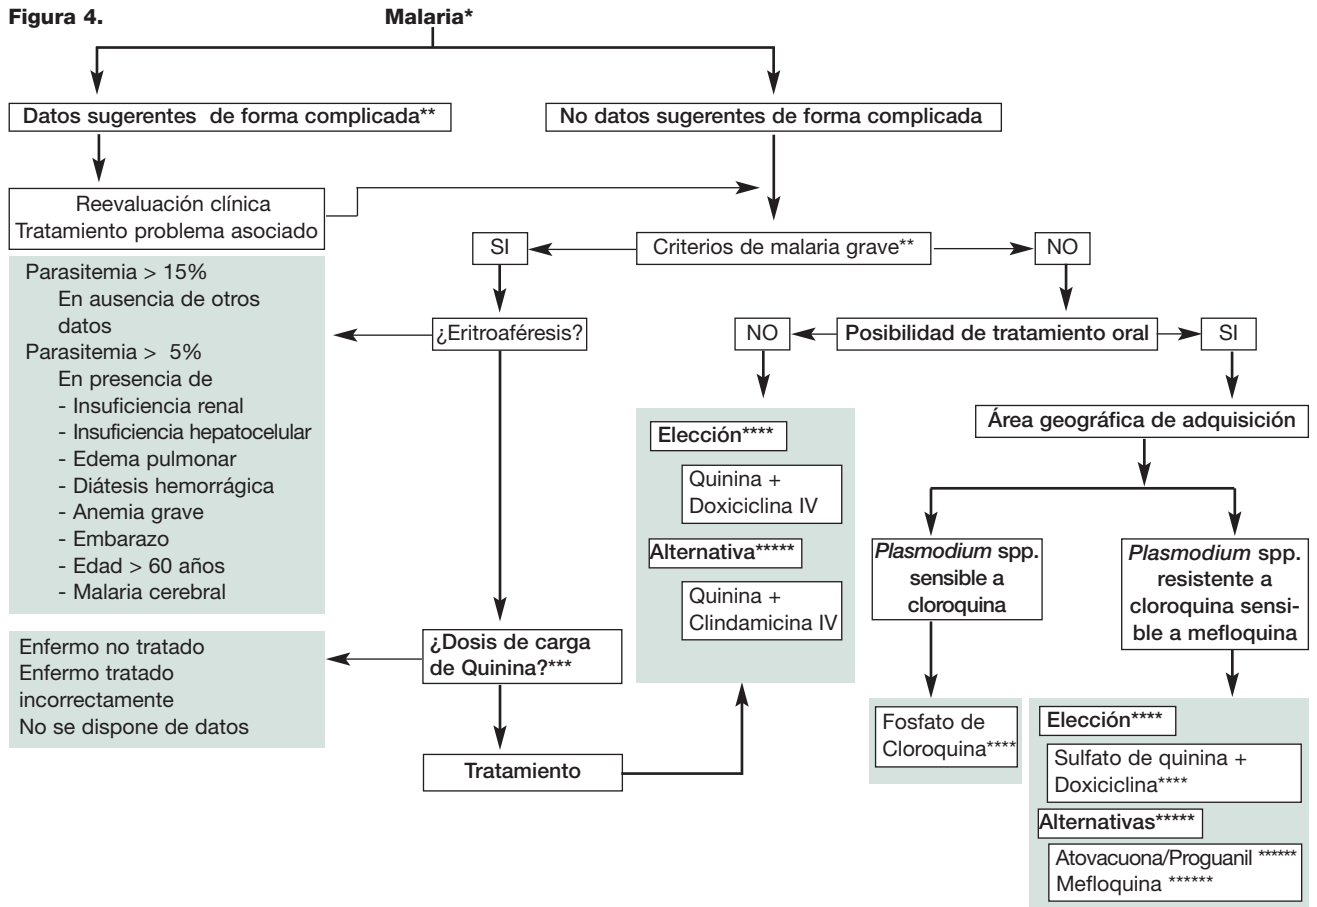 Figura 4.
Malaria*
Datos sugerentes de forma complicada**
No datos sugerentes de forma complicada
Reevaluación clínica
Tratamiento problema asociado
SI
Criterios de malaria grave**
NO
Parasitemia > 15%
En ausencia de otros
datos
Parasitemia > 5%
En presencia de
- Insuficiencia renal
- Insuficiencia hepatocelular
- Edema pulmonar
- Diátesis hemorrágica
- Anemia grave
- Embarazo
- Edad > 60 años
- Malaria cerebral
¿Eritroaféresis?
NO
Posibilidad de tratamiento oral
SI
Área geográfica de adquisición
Elección****
Quinina +
Doxiciclina IV
Alternativa*****
Quinina +
Clindamicina IV
Plasmodium spp.
sensible a
cloroquina
Plasmodium spp.
resistente a
cloroquina sensi-
ble a mefloquina
Enfermo no tratado
Enfermo tratado
incorrectamente
No se dispone de datos
¿Dosis de carga
de Quinina?***
Tratamiento
Fosfato de
Cloroquina****
Elección****
Sulfato de quinina +
Doxiciclina****
Alternativas*****
Atovacuona/Proguanil ******
Mefloquina ******